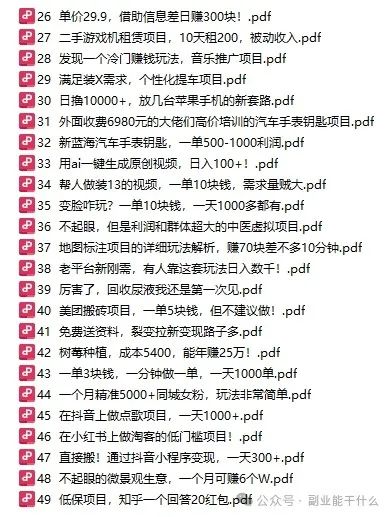 26 单价29.9，借助信息差日赚300块！.pdf
27 二手游戏机租赁项目，10天租200，被动收入.pdf
28 发现一个冷门赚钱玩法，音乐推广项目.pdf
29 满足装X需求，个性化提车项目.pdf
30 日撸10000+，放几台苹果手机的新套路.pdf
31 外面收费6980元的大佬们高价培训的汽车手表钥匙项目.pdf
32 新蓝海汽车手表钥匙，一单500-1000利润.pdf
33 用ai一键生成原创视频，日入100+！.pdf
34 帮人做装13的视频，一单10块钱，需求量贼大.pdf
35 变脸咋玩？一单10块钱，一天1000多都有.pdf
36 不起眼，但是利润和群体超大的中医虚拟项目.pdf
37 地图标注项目的详细玩法解析，赚70块差不多10分钟.pdf
38 老平台新刚需，有人靠这套玩法日入数千！.pdf
39 厉害了，回收尿液我还是第一次见.pdf
40 美团搬砖项目，一单5块钱，但不建议做！.pdf
41 免费送资料，裂变拉新变现路子多.pdf
42 树莓种植，成本5400，能年赚25万！.pdf
43 一单3块钱，一分钟做一单，一天1000单.pdf
44 一个月精准5000+同城女粉，玩法非常简单.pdf
45 在抖音上做点歌项目，一天1000+.pdf
46 在小红书上做淘客的低门槛项目！.pdf
47 直接搬！通过抖音小程序变现，一天300+.pdf
48 不起眼的微景观生意，一个月可赚6个W.pdf
49 低保项目，知乎一个回答20红包.pdf
公众号 · 副业能干什么